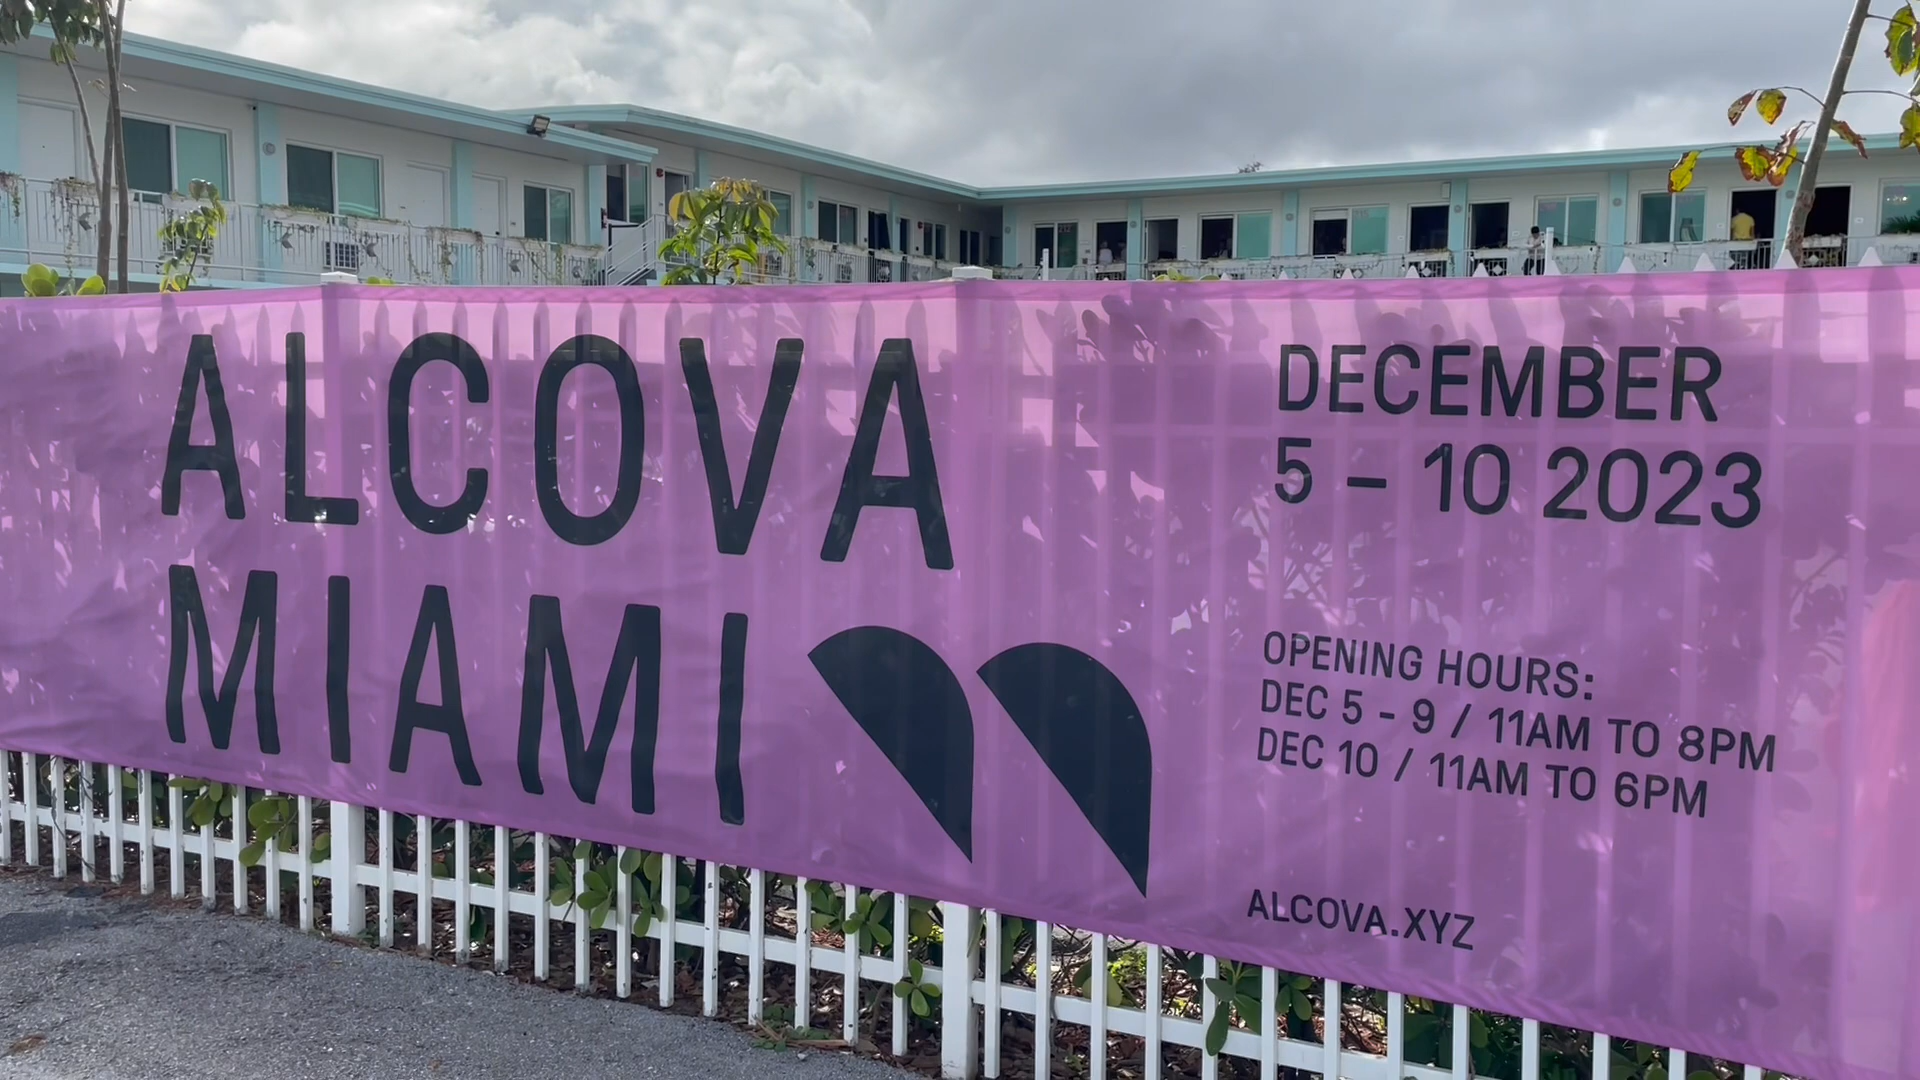 ALCOVA
MIAMI
DECEMBER
5 – 10 2023
OPENING HOURS:
DEC 5 - 9 / 11AM TO 8PM
DEC 10 / 11AM TO 6PM
ALCOVA.XYZ